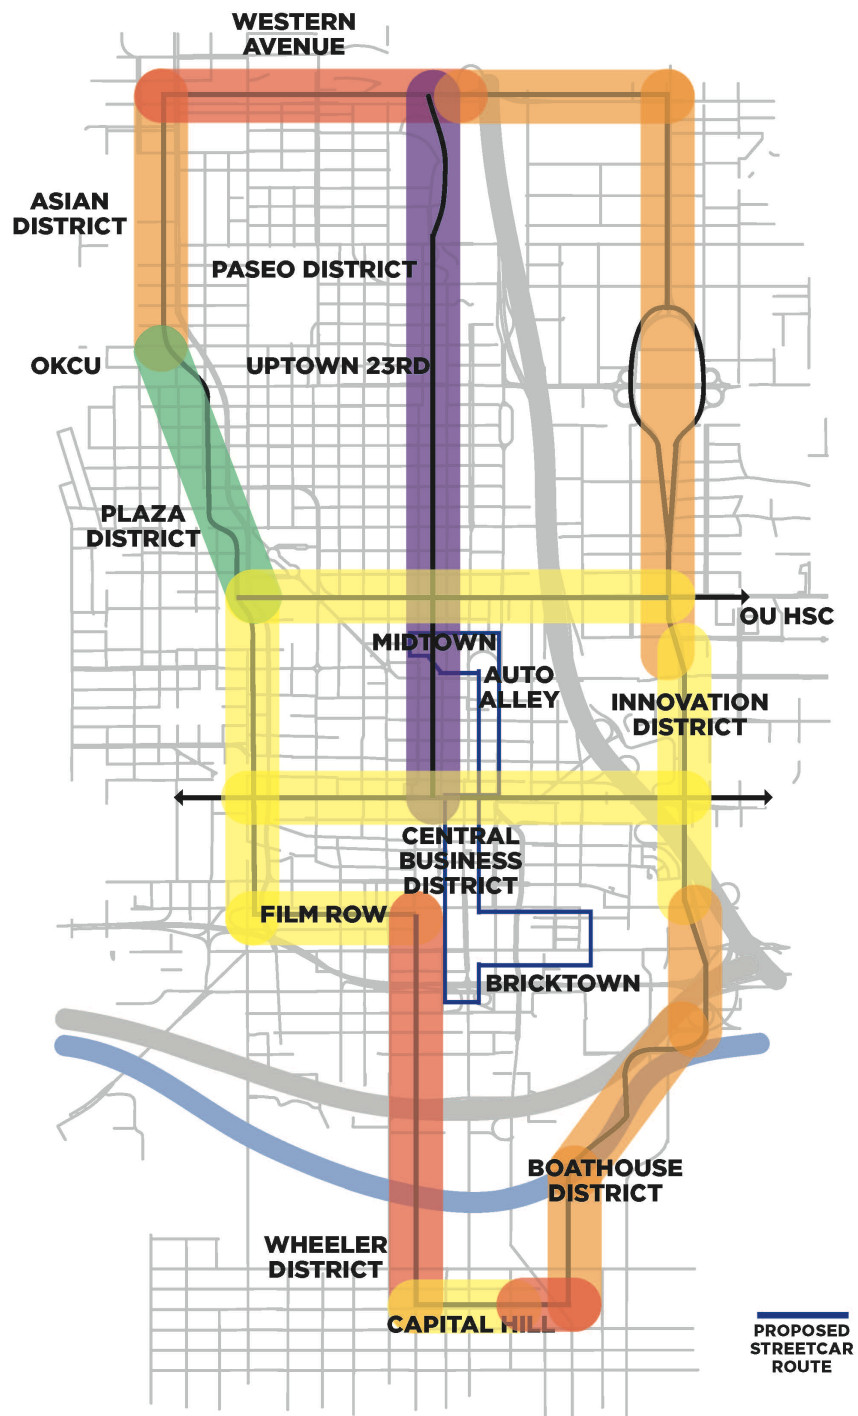 WESTERN
AVENUE
ASIAN
DISTRICT
PASEO DISTRICT
OKCU
UPTOWN 23RD
PLAZA
DISTRICT
OU HSC
MIDTOWN
AUTO
ALLEY
INNOVATION
DISTRICT
CENTRAL
BUSINESS
DISTRICT
FILM ROW
BRICKTOWN
BOATHOUSE
DISTRICT
WHEELER
DISTRICT
CAPITAL HILL
PROPOSED
STREETCAR
ROUTE